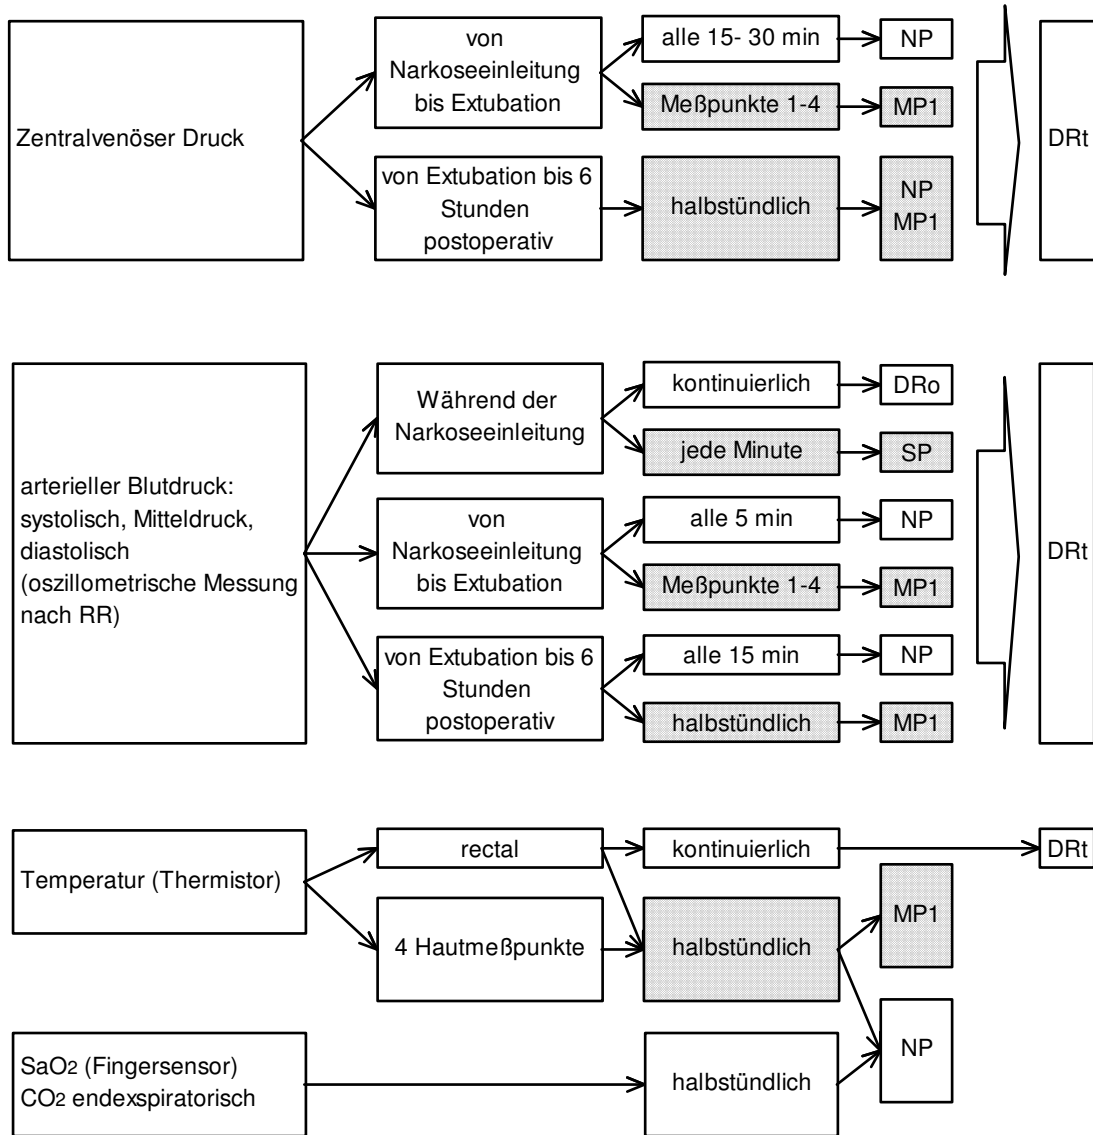 Zentralvenöser Druck
von
Narkoseeinleitung
bis Extubation
alle 15- 30 min
NP
Meßpunkte 1-4
MP1
von Extubation bis 6
Stunden
postoperativ
halbstündlich
NP
MP1
DRt
arterieller Blutdruck:
systolisch, Mitteldruck,
diastolisch
(oszillometrische Messung
nach RR)
Während der
Narkoseeinleitung
kontinuierlich
DRo
jede Minute
SP
von
Narkoseeinleitung
bis Extubation
alle 5 min
NP
Meßpunkte 1-4
MP1
von Extubation bis 6
Stunden
postoperativ
alle 15 min
NP
halbstündlich
MP1
DRt
Temperatur (Thermistor)
rectal
kontinuierlich
DRt
4 Hautmeßpunkte
halbstündlich
MP1
NP
SaO2 (Fingersensor)
CO2 endexspiratorisch
halbstündlich